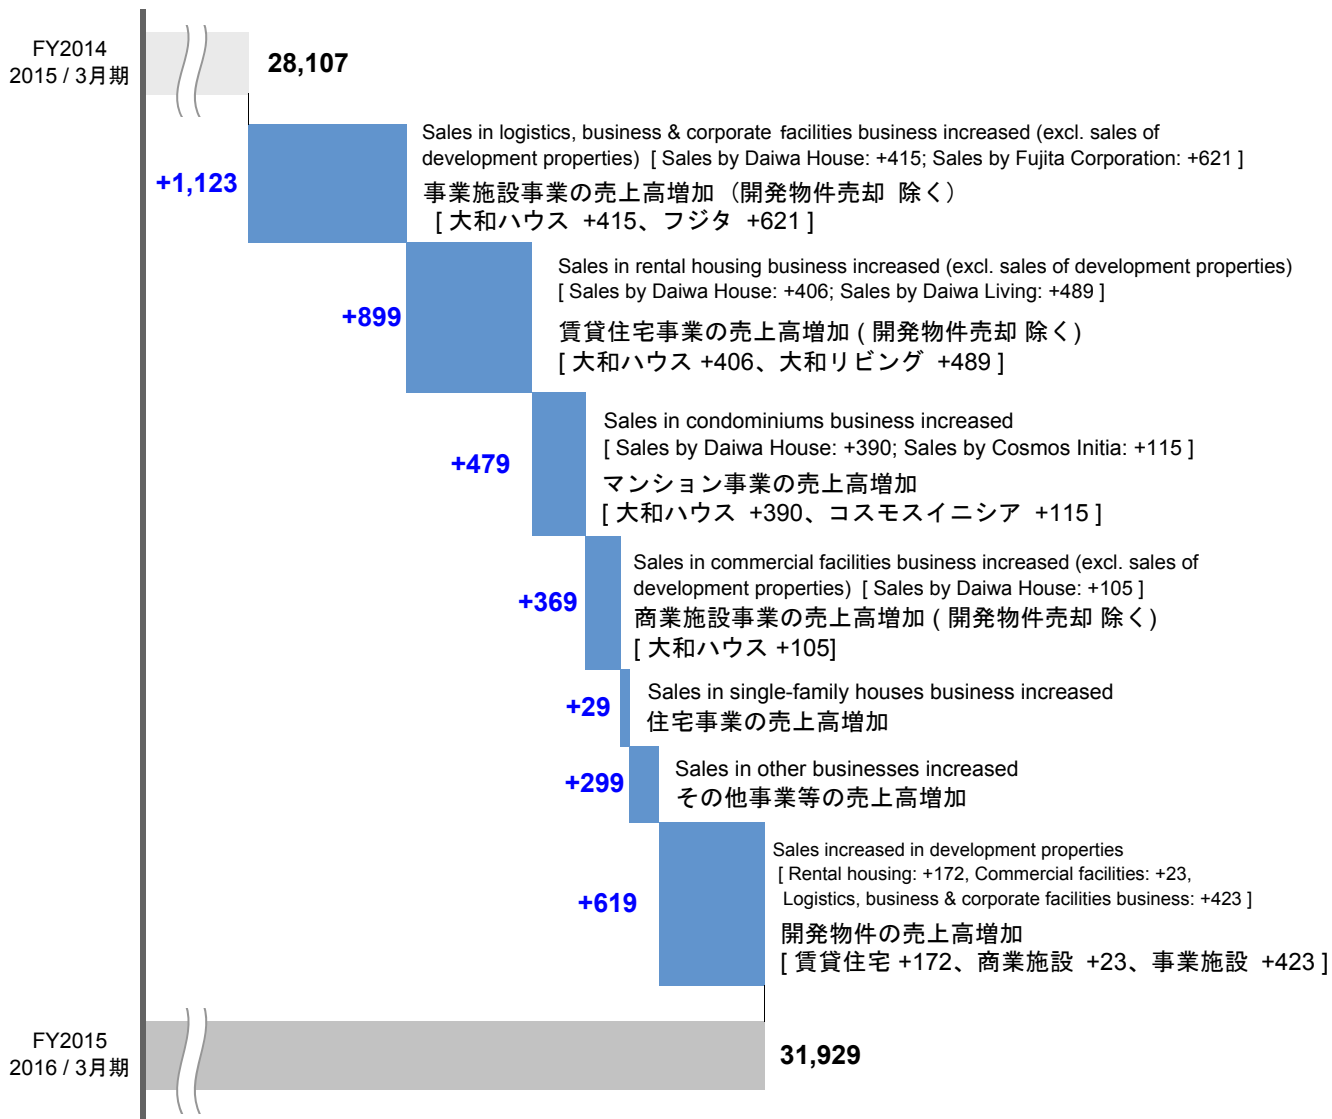 FY2014
2015 / 3月期
28,107
+1,123
Sales in logistics, business & corporate facilities business increased (excl. sales of
development properties) [ Sales by Daiwa House: +415; Sales by Fujita Corporation: +621 ]
事業施設事業の売上高増加（開発物件売却 除く）
[ 大和ハウス +415、フジタ +621 ]
+899
Sales in rental housing business increased (excl. sales of development properties)
[ Sales by Daiwa House: +406; Sales by Daiwa Living: +489 ]
賃貸住宅事業の売上高増加 ( 開発物件売却 除く)
[ 大和ハウス +406、大和リビング +489 ]
+479
Sales in condominiums business increased
[ Sales by Daiwa House: +390; Sales by Cosmos Initia: +115 ]
マンション事業の売上高増加
[ 大和ハウス +390、コスモスイニシア +115 ]
+369
Sales in commercial facilities business increased (excl. sales of
development properties) [ Sales by Daiwa House: +105 ]
商業施設事業の売上高増加 ( 開発物件売却 除く)
[ 大和ハウス +105]
+29
Sales in single-family houses business increased
住宅事業の売上高増加
+299
Sales in other businesses increased
その他事業等の売上高増加
+619
Sales increased in development properties
[ Rental housing: +172, Commercial facilities: +23,
Logistics, business & corporate facilities business: +423 ]
開発物件の売上高増加
[ 賃貸住宅 +172、商業施設 +23、事業施設 +423 ]
FY2015
2016 / 3月期
31,929